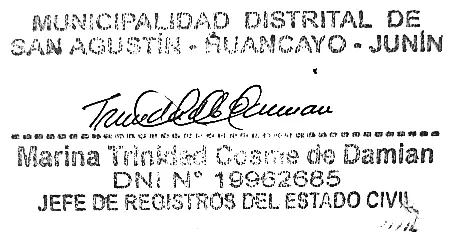 MUNICIPALIDAD DISTRITAL DE
SAN AGUSTÍN - HUANCAYO - JUNÍN
Marina Trinidad Cosme de Damian
DNI N° 19962685
JEFE DE REGISTROS DEL ESTADO CIVIL